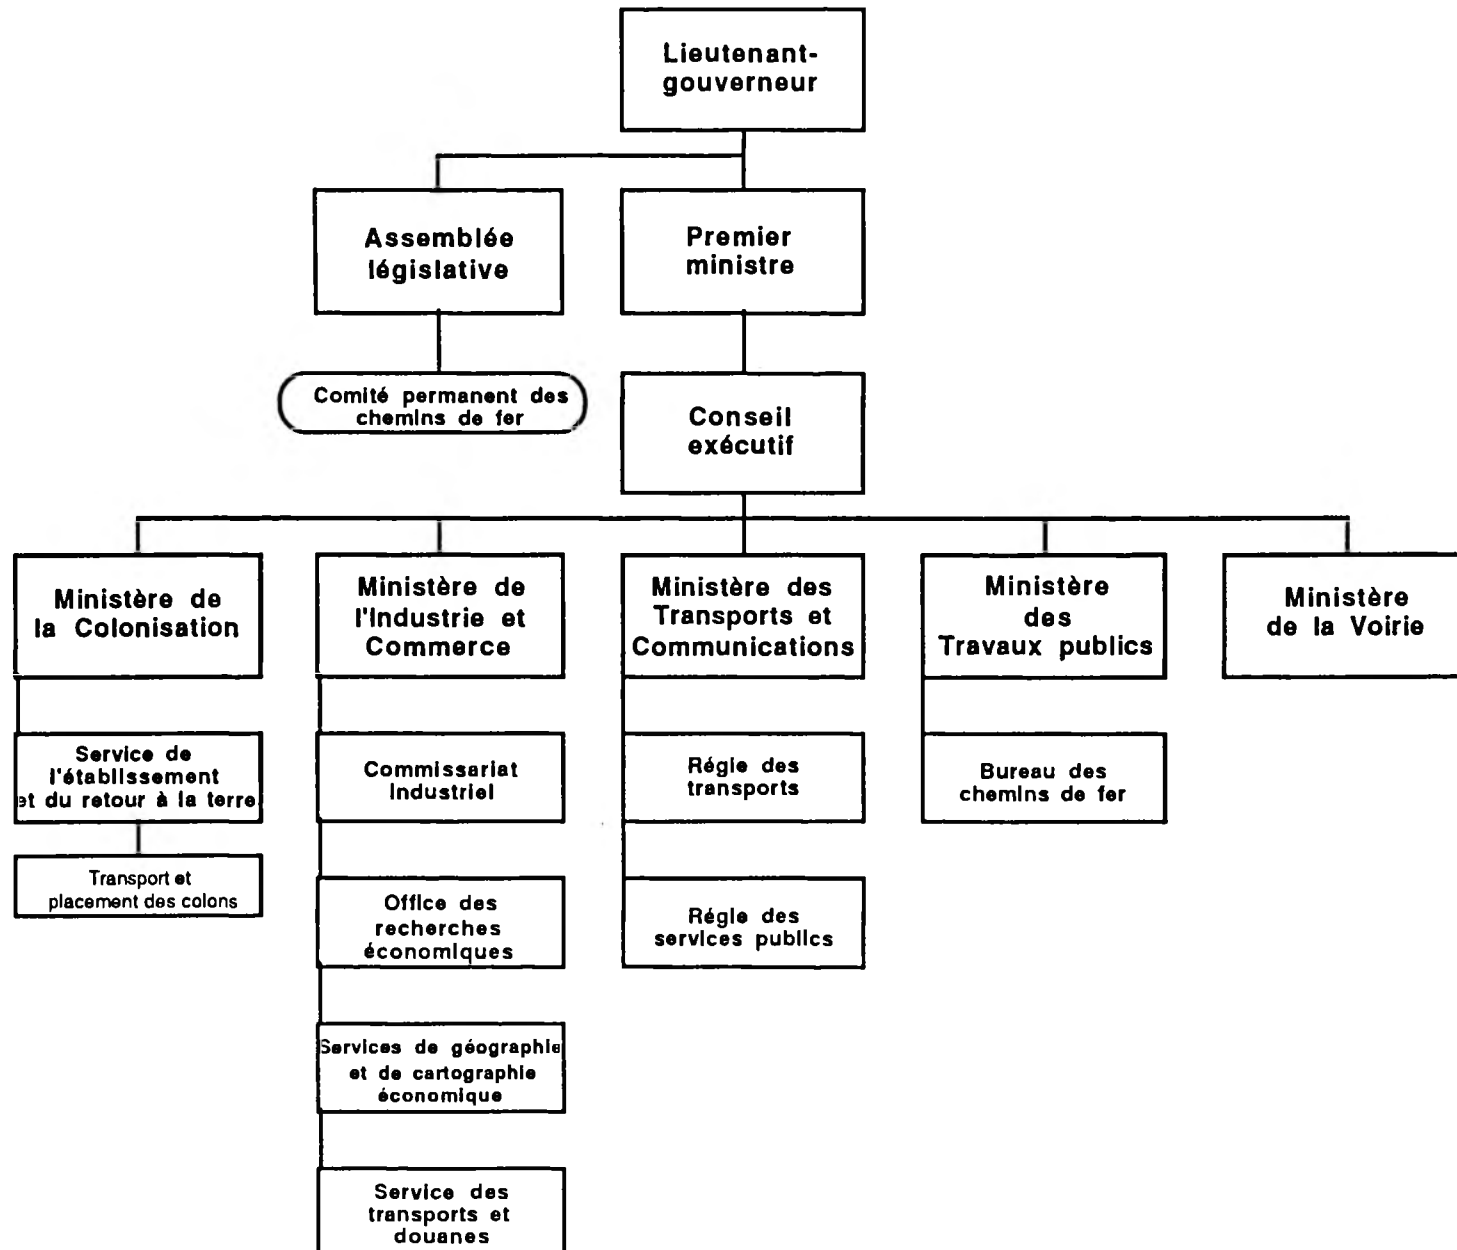 Lieutenant-
gouverneur
Assemblée
législative
Premier
ministre
Comité permanent des
chemins de fer
Conseil
exécutif
Ministère de
la Colonisation
Ministère de
l'Industrie et
Commerce
Ministère des
Transports et
Communications
Ministère
des
Travaux publics
Ministère
de la Voirie
Service de
l'établissement
et du retour à la terre
Commissariat
Industriel
Régie des
transports
Bureau des
chemins de fer
Transport et
placement des colons
Office des
recherches
économiques
Régie des
services publics
Services de géographie
et de cartographie
économique
Service des
transports et
douanes